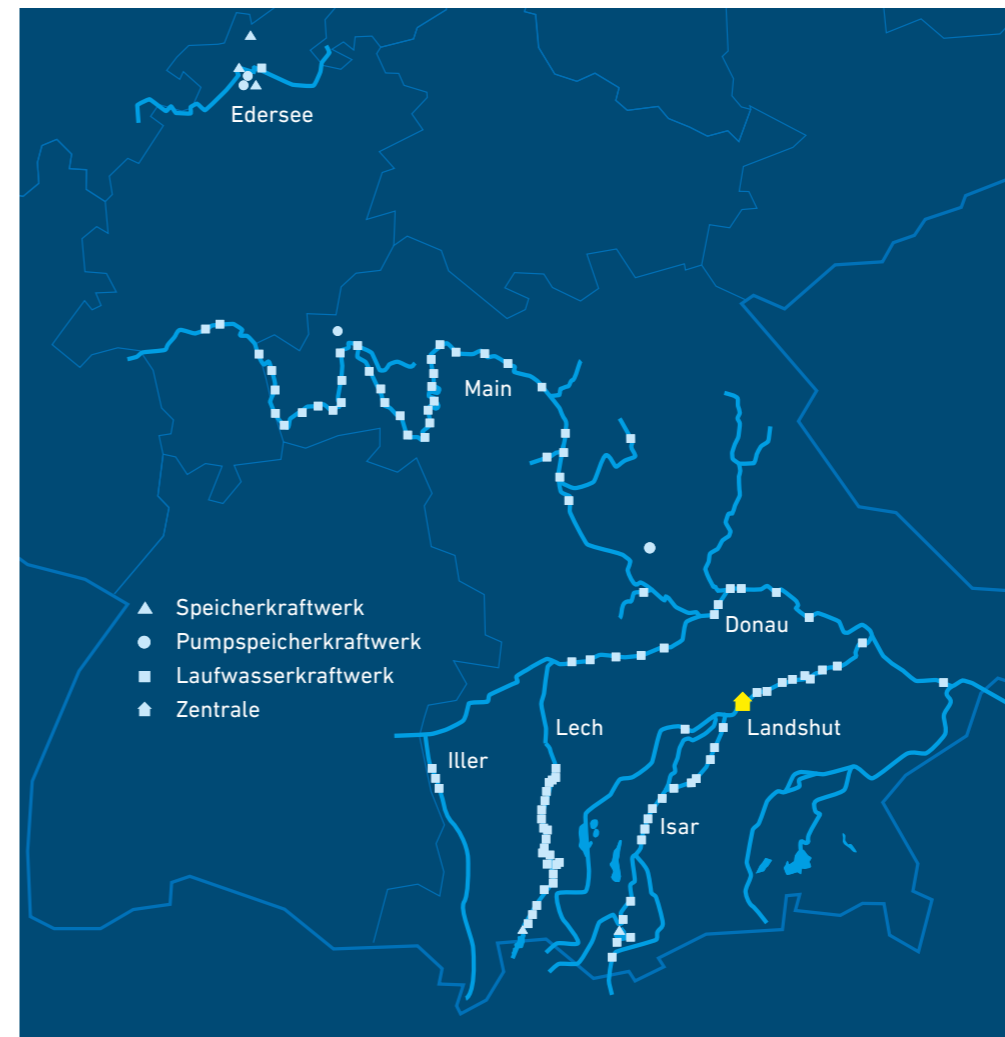 Edersee
Main
Speicherkraftwerk
Pumpspeicherkraftwerk
Laufwasserkraftwerk
Zentrale
Donau
Lech
Landshut
Iller
Isar